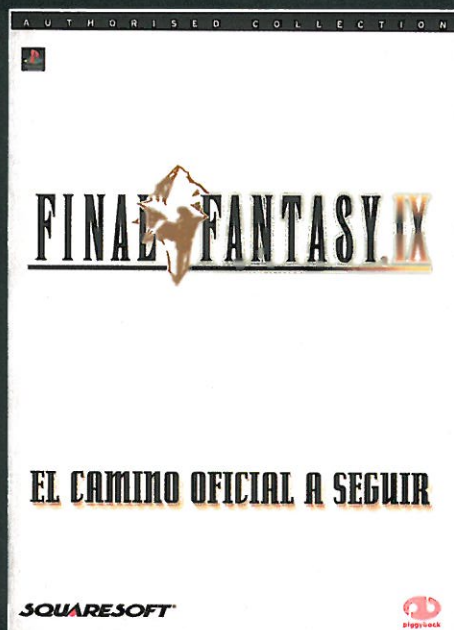 AUTHORISED COLLECTION
FINAL FANTASY. IX
EL CAMINO OFICIAL A SEGUIR
SQUARESOFT®
piggyback